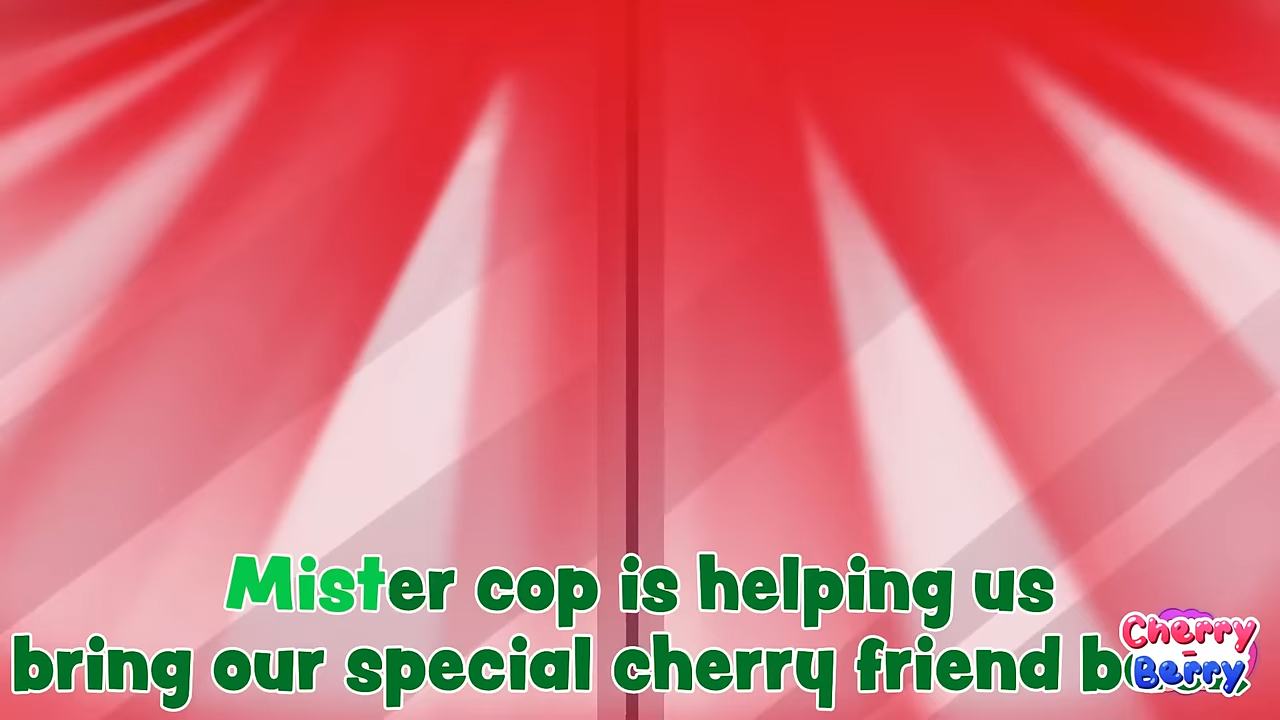 Mister cop is helping us
bring our special cherry friend
Cherry-
Berry